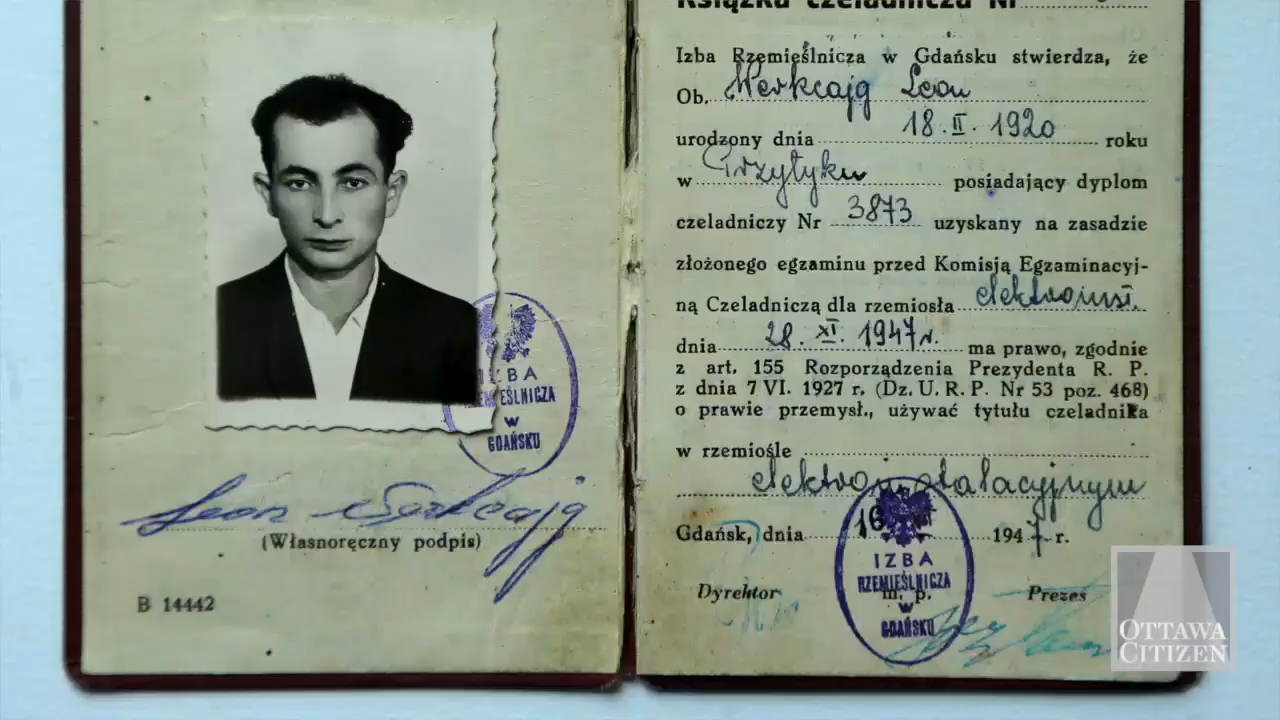 IZBA
RZEMIEŚLNICZA
w
GDAŃSKU
Leon Werkcajg
(Własnoręczny podpis)
B 14442
Książka czeladnicza Nr
Izba Rzemieślnicza w Gdańsku stwierdza, że
Ob. Werkcajg Leon
urodzony dnia 18. II. 1920 roku
w Przytyku posiadający dyplom
czeladniczy Nr 3873 uzyskany na zasadzie
złożonego egzaminu przed Komisją Egzaminacyj-
ną Czeladniczą dla rzemiosła elektroinst.
dnia 28. XI. 1947 r. ma prawo, zgodnie
z art. 155 Rozporządzenia Prezydenta R. P.
z dnia 7 VI. 1927 r. (Dz. U. R. P. Nr 53 poz. 468)
o prawie przemysł., używać tytułu czeladnika
w rzemiośle
elektroinstalacyjnym
Gdańsk, dnia 1947 r.
IZBA
RZEMIEŚLNICZA
w
GDAŃSKU
Dyrektor m. p. Prezes
OTTAWA
CITIZEN